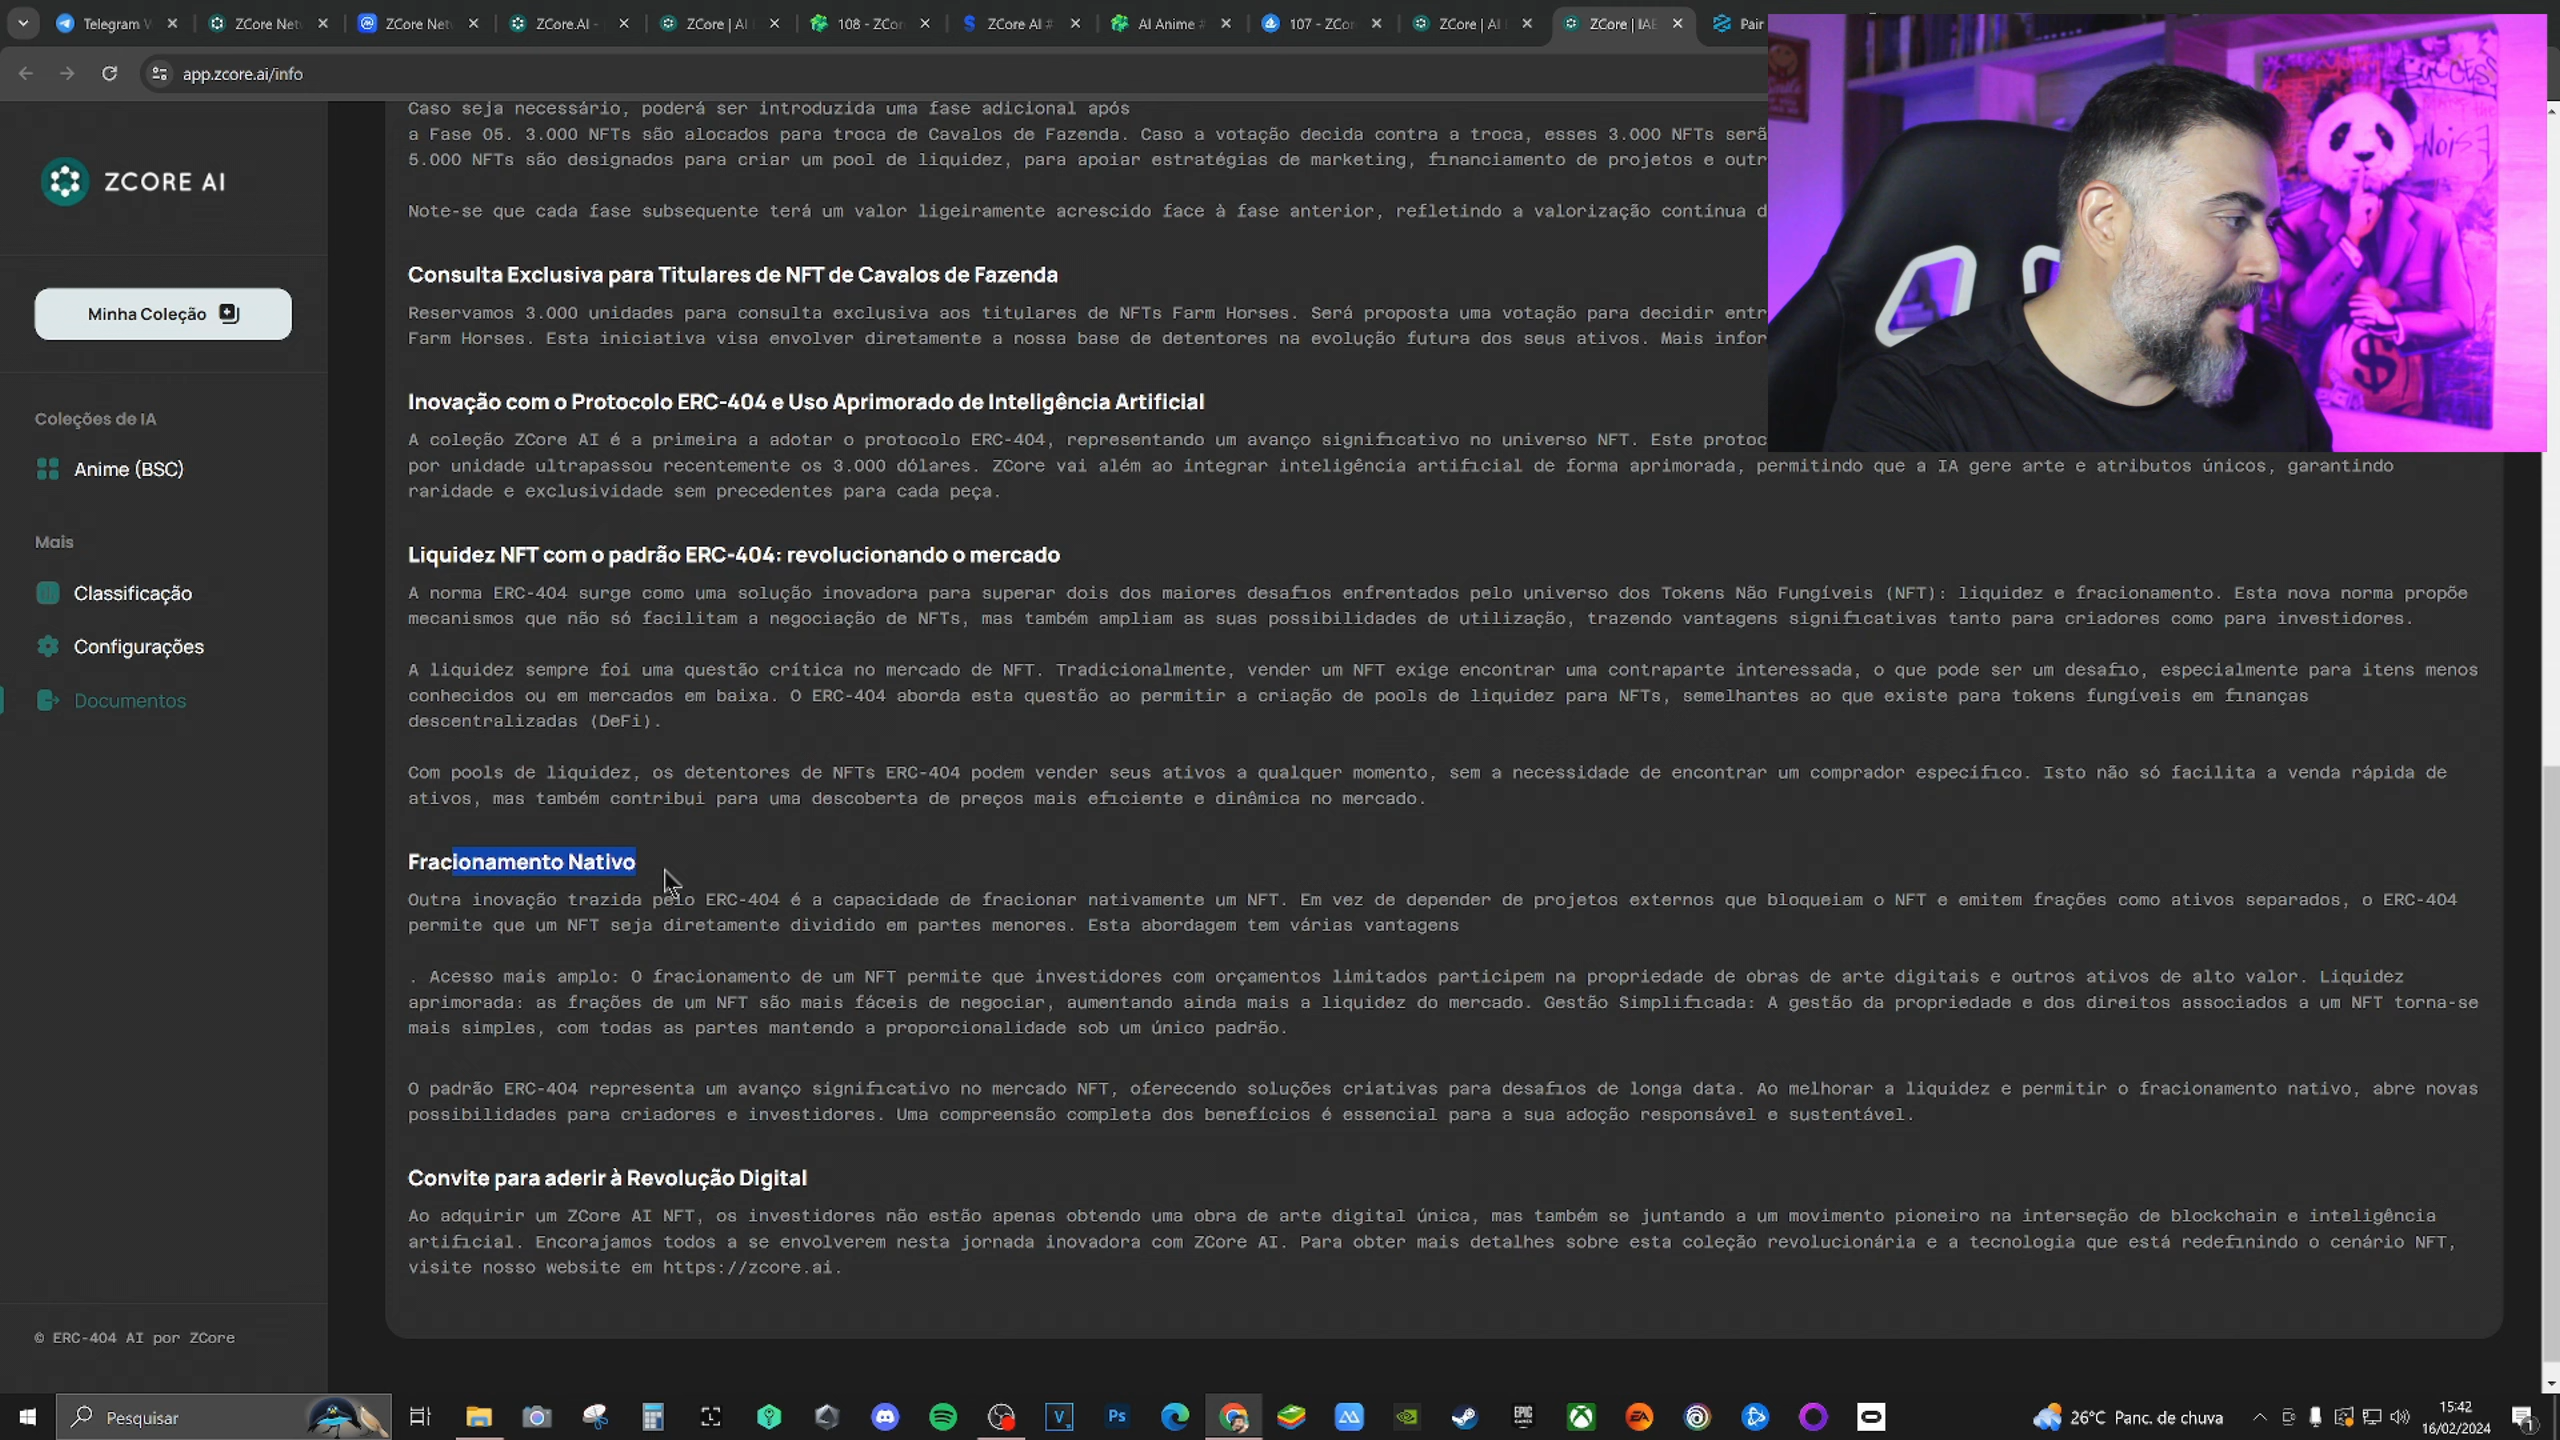 Telegram
ZCore Net
ZCore Net
ZCore.AI -
ZCore | AI
108 - ZCor
ZCore AI #
AI Anime #
107 - ZCo
ZCore | AI
ZCore | IAE
Pair
app.zcore.ai/info
ZCORE AI
Minha Coleção
Coleções de IA
Anime (BSC)
Mais
Classificação
Configurações
Documentos
© ERC-404 AI por ZCore
Caso seja necessário, poderá ser introduzida uma fase adicional após
a Fase 05. 3.000 NFTs são alocados para troca de Cavalos de Fazenda. Caso a votação decida contra a troca, esses 3.000 NFTs
5.000 NFTs são designados para criar um pool de liquidez, para apoiar estratégias de marketing, financiamento de projetos e
Note-se que cada fase subsequente terá um valor ligeiramente acrescido face à fase anterior, refletindo a valorização contínua
Consulta Exclusiva para Titulares de NFT de Cavalos de Fazenda
Reservamos 3.000 unidades para consulta exclusiva aos titulares de NFTs Farm Horses. Será proposta uma votação para decidir
Farm Horses. Esta iniciativa visa envolver diretamente a nossa base de detentores na evolução futura dos seus ativos. Mais
Inovação com o Protocolo ERC-404 e Uso Aprimorado de Inteligência Artificial
A coleção ZCore AI é a primeira a adotar o protocolo ERC-404, representando um avanço significativo no universo NFT. Este
por unidade ultrapassou recentemente os 3.000 dólares. ZCore vai além ao integrar inteligência artificial de forma aprimorada, permitindo que a IA gere arte e atributos únicos, garantindo
raridade e exclusividade sem precedentes para cada peça.
Liquidez NFT com o padrão ERC-404: revolucionando o mercado
A norma ERC-404 surge como uma solução inovadora para superar dois dos maiores desafios enfrentados pelo universo dos Tokens Não Fungíveis (NFT): liquidez e fracionamento. Esta nova norma propõe
mecanismos que não só facilitam a negociação de NFTs, mas também ampliam as suas possibilidades de utilização, trazendo vantagens significativas tanto para criadores como para investidores.
A liquidez sempre foi uma questão crítica no mercado de NFT. Tradicionalmente, vender um NFT exige encontrar uma contraparte interessada, o que pode ser um desafio, especialmente para itens menos
conhecidos ou em mercados em baixa. O ERC-404 aborda esta questão ao permitir a criação de pools de liquidez para NFTs, semelhantes ao que existe para tokens fungíveis em finanças
descentralizadas (DeFi).
Com pools de liquidez, os detentores de NFTs ERC-404 podem vender seus ativos a qualquer momento, sem a necessidade de encontrar um comprador específico. Isto não só facilita a venda rápida de
ativos, mas também contribui para uma descoberta de preços mais eficiente e dinâmica no mercado.
Fracionamento Nativo
Outra inovação trazida pelo ERC-404 é a capacidade de fracionar nativamente um NFT. Em vez de depender de projetos externos que bloqueiam o NFT e emitem frações como ativos separados, o ERC-404
permite que um NFT seja diretamente dividido em partes menores. Esta abordagem tem várias vantagens
. Acesso mais amplo: O fracionamento de um NFT permite que investidores com orçamentos limitados participem na propriedade de obras de arte digitais e outros ativos de alto valor. Liquidez
aprimorada: as frações de um NFT são mais fáceis de negociar, aumentando ainda mais a liquidez do mercado. Gestão Simplificada: A gestão da propriedade e dos direitos associados a um NFT torna-se
mais simples, com todas as partes mantendo a proporcionalidade sob um único padrão.
O padrão ERC-404 representa um avanço significativo no mercado NFT, oferecendo soluções criativas para desafios de longa data. Ao melhorar a liquidez e permitir o fracionamento nativo, abre novas
possibilidades para criadores e investidores. Uma compreensão completa dos benefícios é essencial para a sua adoção responsável e sustentável.
Convite para aderir à Revolução Digital
Ao adquirir um ZCore AI NFT, os investidores não estão apenas obtendo uma obra de arte digital única, mas também se juntando a um movimento pioneiro na interseção de blockchain e inteligência
artificial. Encorajamos todos a se envolverem nesta jornada inovadora com ZCore AI. Para obter mais detalhes sobre esta coleção revolucionária e a tecnologia que está redefinindo o cenário NFT,
visite nosso website em https://zcore.ai.
SUCCESS
NOISE
$
Pesquisar
26°C Panc. de chuva
15:42
16/02/2024